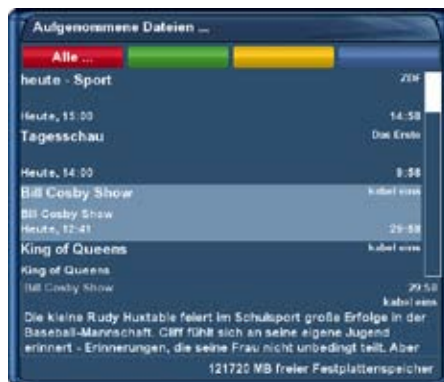 Aufgenommene Dateien ...
Alle ...
heute - Sport ZDF
Heute, 15:00 14:58
Tagesschau Das Erste
Heute, 14:00 9:58
Bill Cosby Show kabel eins
Bill Cosby Show
Heute, 12:41 29:58
King of Queens kabel eins
King of Queens
Bill Cosby Show 29:58
kabel eins
Die kleine Rudy Huxtable feiert im Schulsport große Erfolge in der
Baseball-Mannschaft. Cliff fühlt sich an seine eigene Jugend
erinnert - Erinnerungen, die seine Frau nicht unbedingt teilt. Aber
121720 MB freier Festplattenspeicher